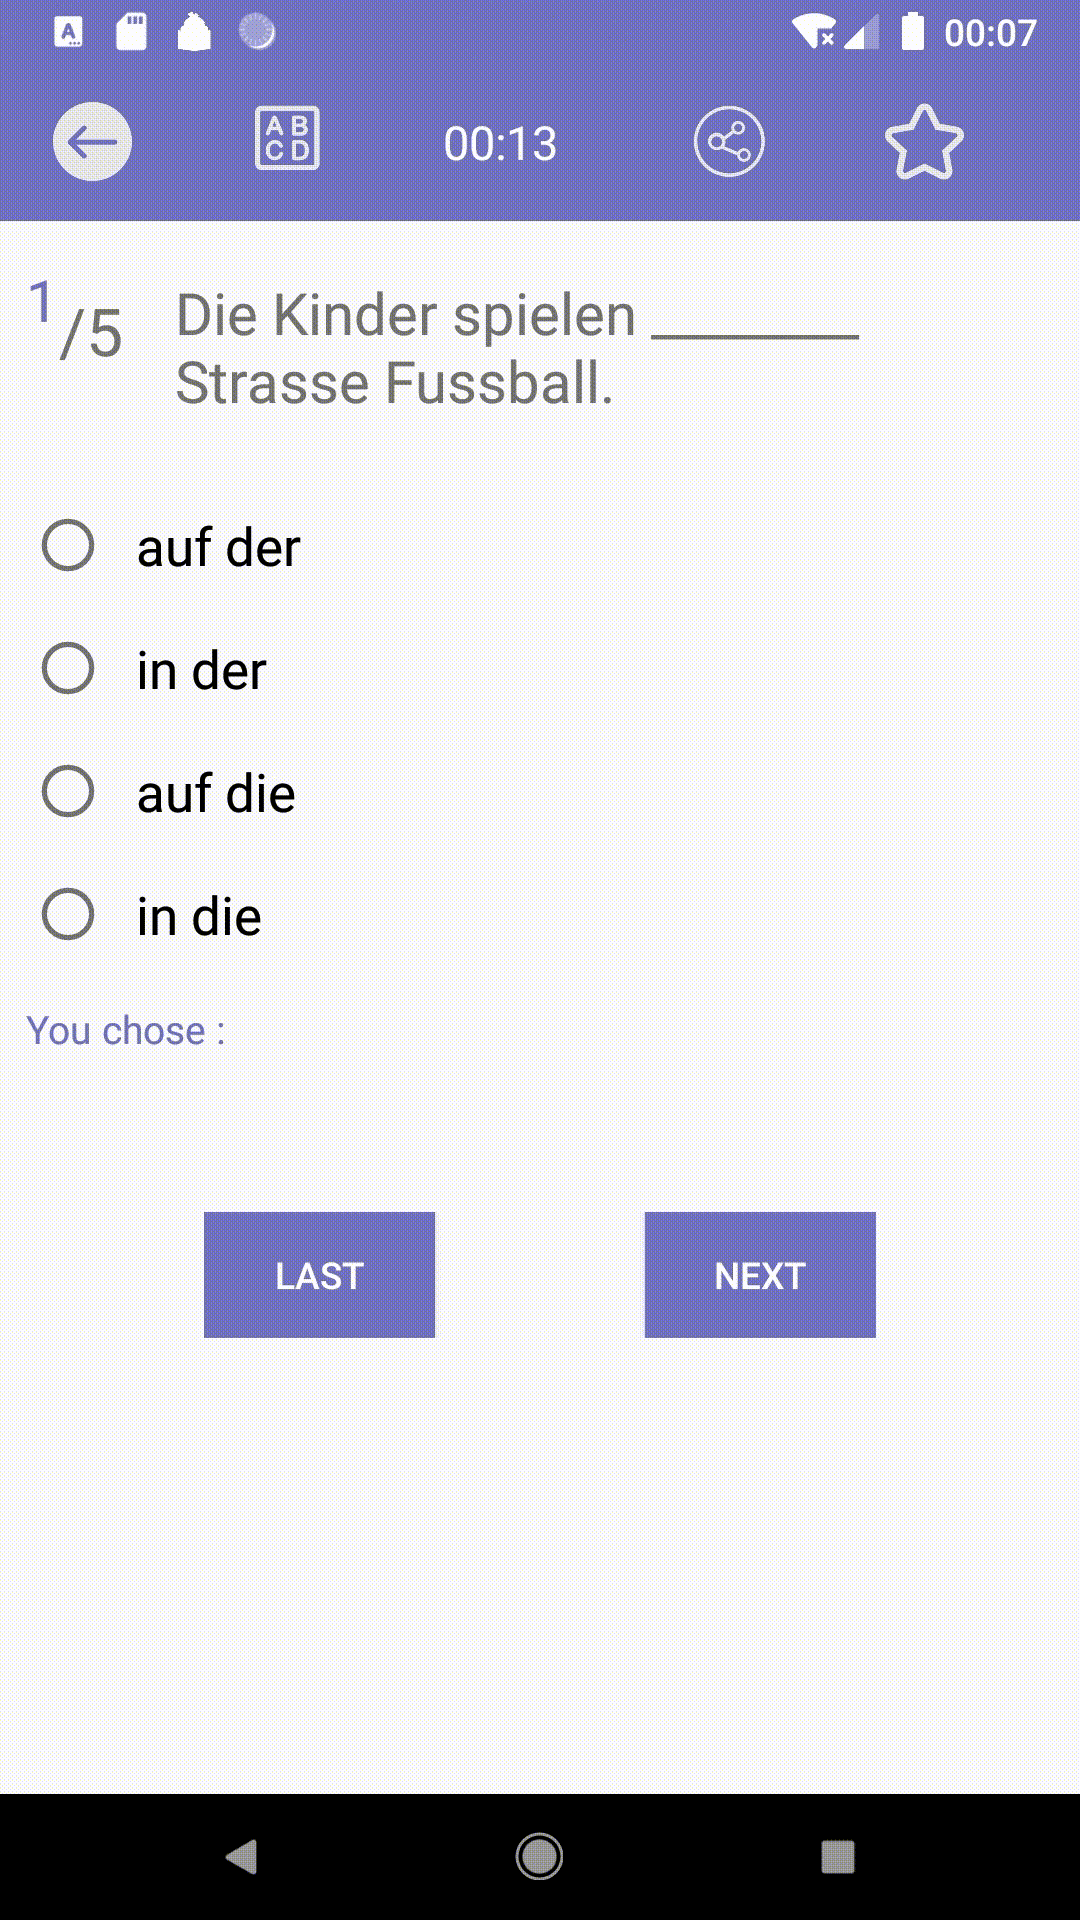 A
00:07
A B
C D
00:13
1/5
Die Kinder spielen ________
Strasse Fussball.
auf der
in der
auf die
in die
You chose :
LAST
NEXT